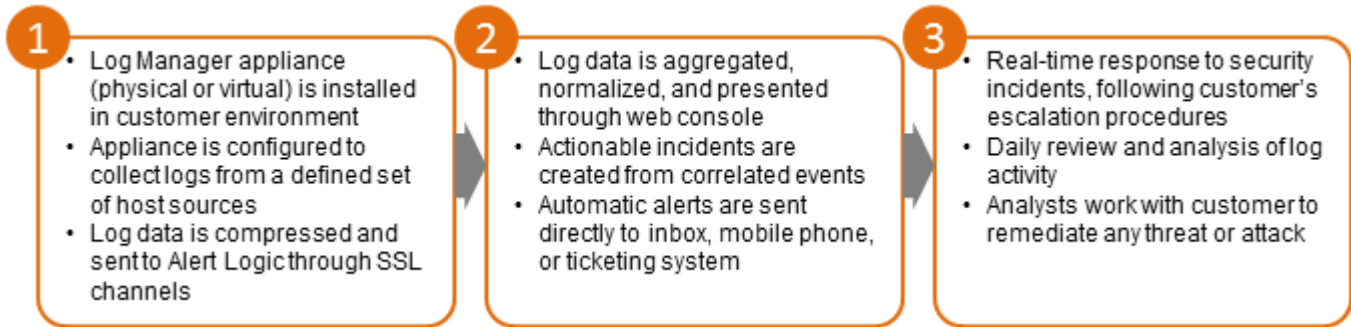 1
• Log Manager appliance
(physical or virtual) is installed
in customer environment
• Appliance is configured to
collect logs from a defined set
of host sources
• Log data is compressed and
sent to Alert Logic through SSL
channels
2
• Log data is aggregated,
normalized, and presented
through web console
• Actionable incidents are
created from correlated events
• Automatic alerts are sent
directly to inbox, mobile phone,
or ticketing system
3
• Real-time response to security
incidents, following customer's
escalation procedures
• Daily review and analysis of log
activity
• Analysts work with customer to
remediate any threat or attack